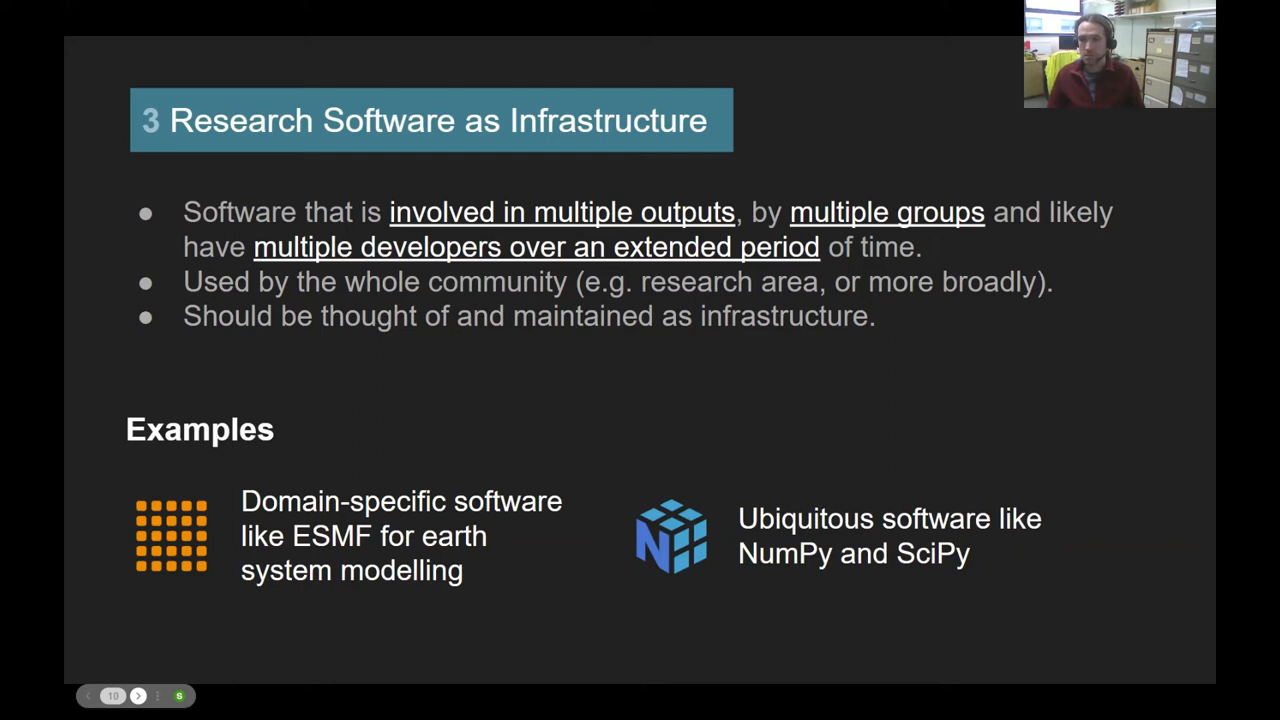 3 Research Software as Infrastructure
● Software that is involved in multiple outputs, by multiple groups and likely
have multiple developers over an extended period of time.
● Used by the whole community (e.g. research area, or more broadly).
● Should be thought of and maintained as infrastructure.
Examples
Domain-specific software
like ESMF for earth
system modelling
Ubiquitous software like
NumPy and SciPy
10
S